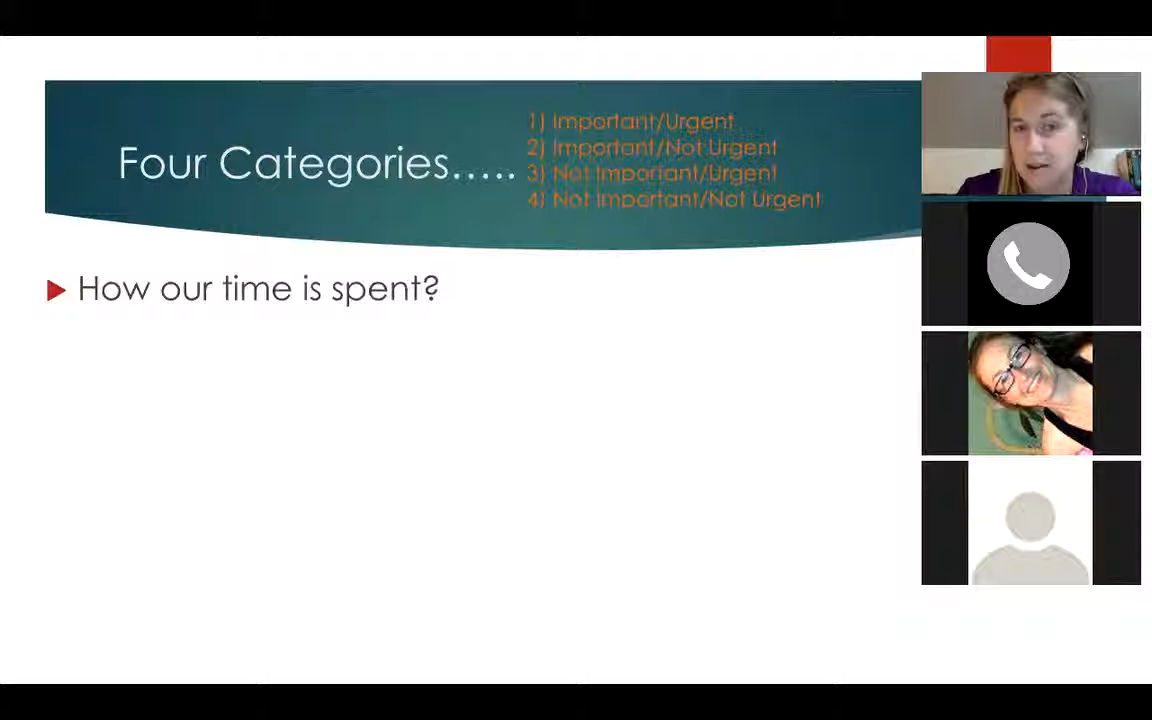 Four Categories.....
1) Important/Urgent
2) Important/Not Urgent
3) Not Important/Urgent
4) Not Important/Not Urgent
How our time is spent?